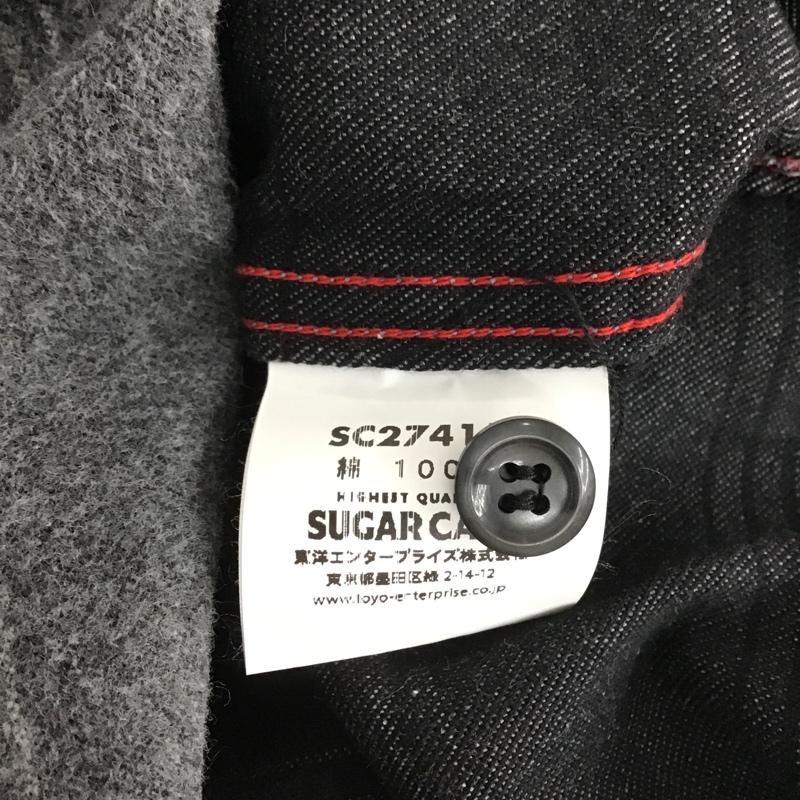 SC2741
綿 100
HIGHEST QUA
SUGAR CA
東洋エンタープライズ株式会社
東京都墨田区緑 2-14-12
www.toyo-enterprise.co.jp